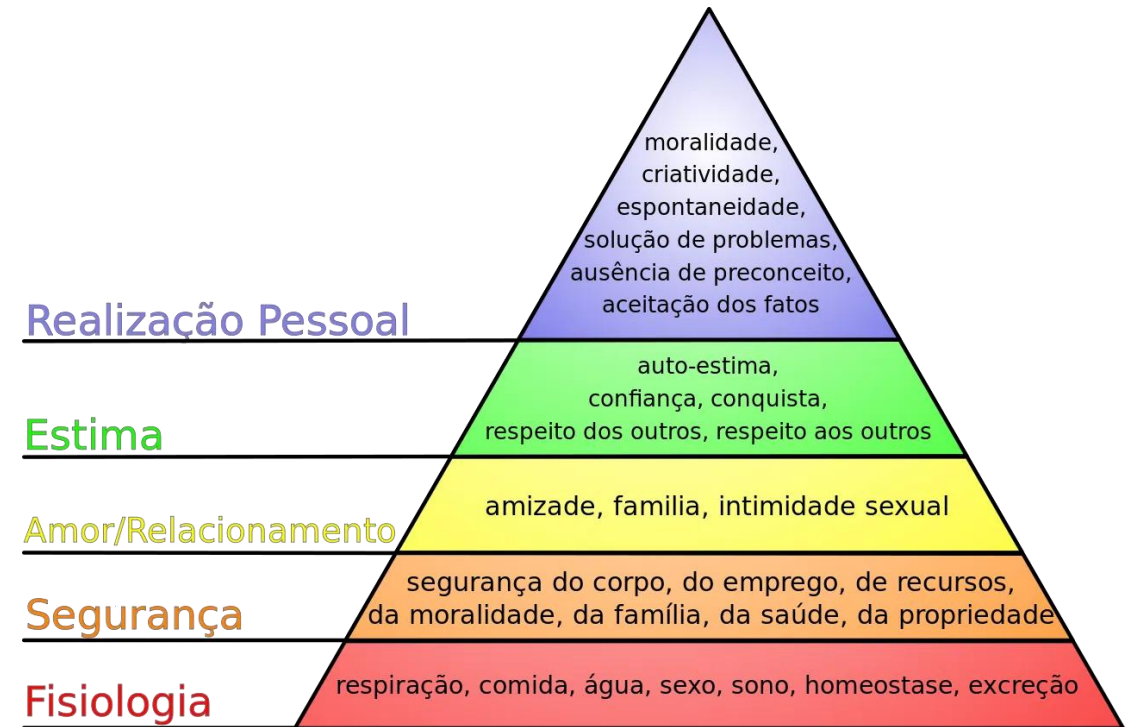 moralidade,
criatividade,
espontaneidade,
solução de problemas,
ausência de preconceito,
aceitação dos fatos
Realização Pessoal
auto-estima,
confiança, conquista,
respeito dos outros, respeito aos outros
Estima
amizade, familia, intimidade sexual
Amor/Relacionamento
segurança do corpo, do emprego, de recursos,
da moralidade, da família, da saúde, da propriedade
Segurança
respiração, comida, água, sexo, sono, homeostase, excreção
Fisiologia